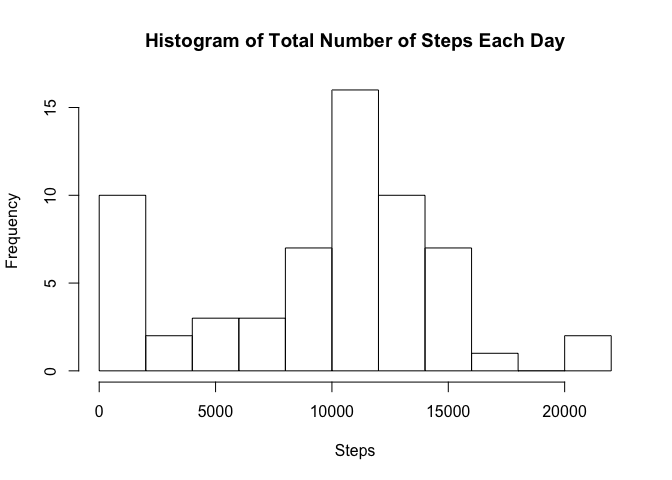 Histogram of Total Number of Steps Each Day
Frequency
15
10
5
0
0 5000 10000 15000 20000
Steps